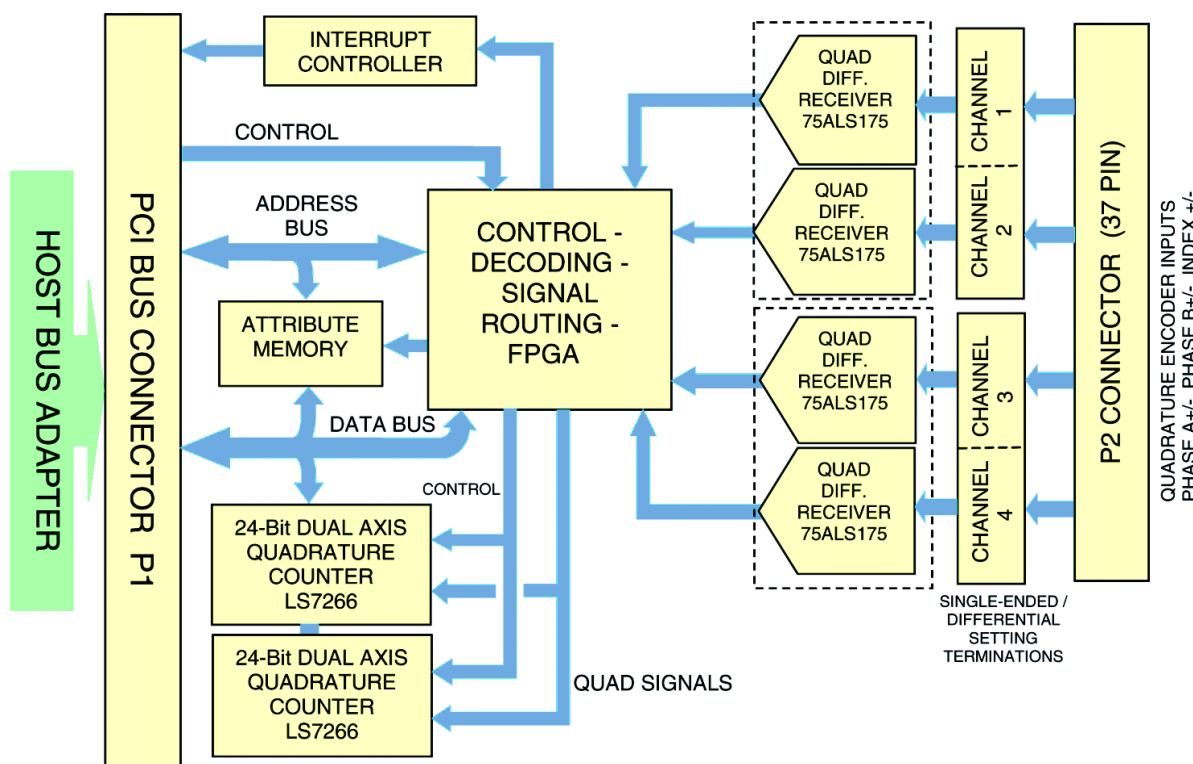 HOST BUS ADAPTER
PCI BUS CONNECTOR P1
INTERRUPT
CONTROLLER
CONTROL
ADDRESS
BUS
ATTRIBUTE
MEMORY
DATA BUS
CONTROL
24-Bit DUAL AXIS
QUADRATURE
COUNTER
LS7266
24-Bit DUAL AXIS
QUADRATURE
COUNTER
LS7266
QUAD SIGNALS
CONTROL -
DECODING -
SIGNAL
ROUTING -
FPGA
QUAD
DIFF.
RECEIVER
75ALS175
QUAD
DIFF.
RECEIVER
75ALS175
QUAD
DIFF.
RECEIVER
75ALS175
QUAD
DIFF.
RECEIVER
75ALS175
CHANNEL
1
CHANNEL
2
CHANNEL
3
CHANNEL
4
SINGLE-ENDED /
DIFFERENTIAL
SETTING
TERMINATIONS
P2 CONNECTOR (37 PIN)
QUADRATURE ENCODER INPUTS
PHASE A+/- PHASE B+/- INDEX +/-